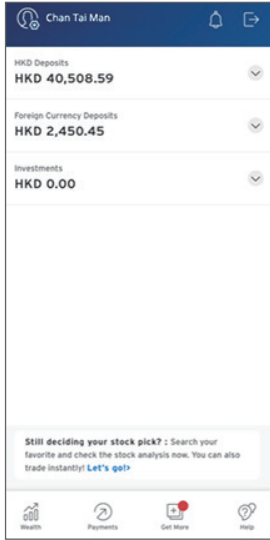 Chan Tai Man
HKD Deposits
HKD 40,508.59
Foreign Currency Deposits
HKD 2,450.45
Investments
HKD 0.00
Still deciding your stock pick? : Search your
favorite and check the stock analysis now. You can also
trade instantly! Let's go!>
Wealth
Payments
Get More
Help